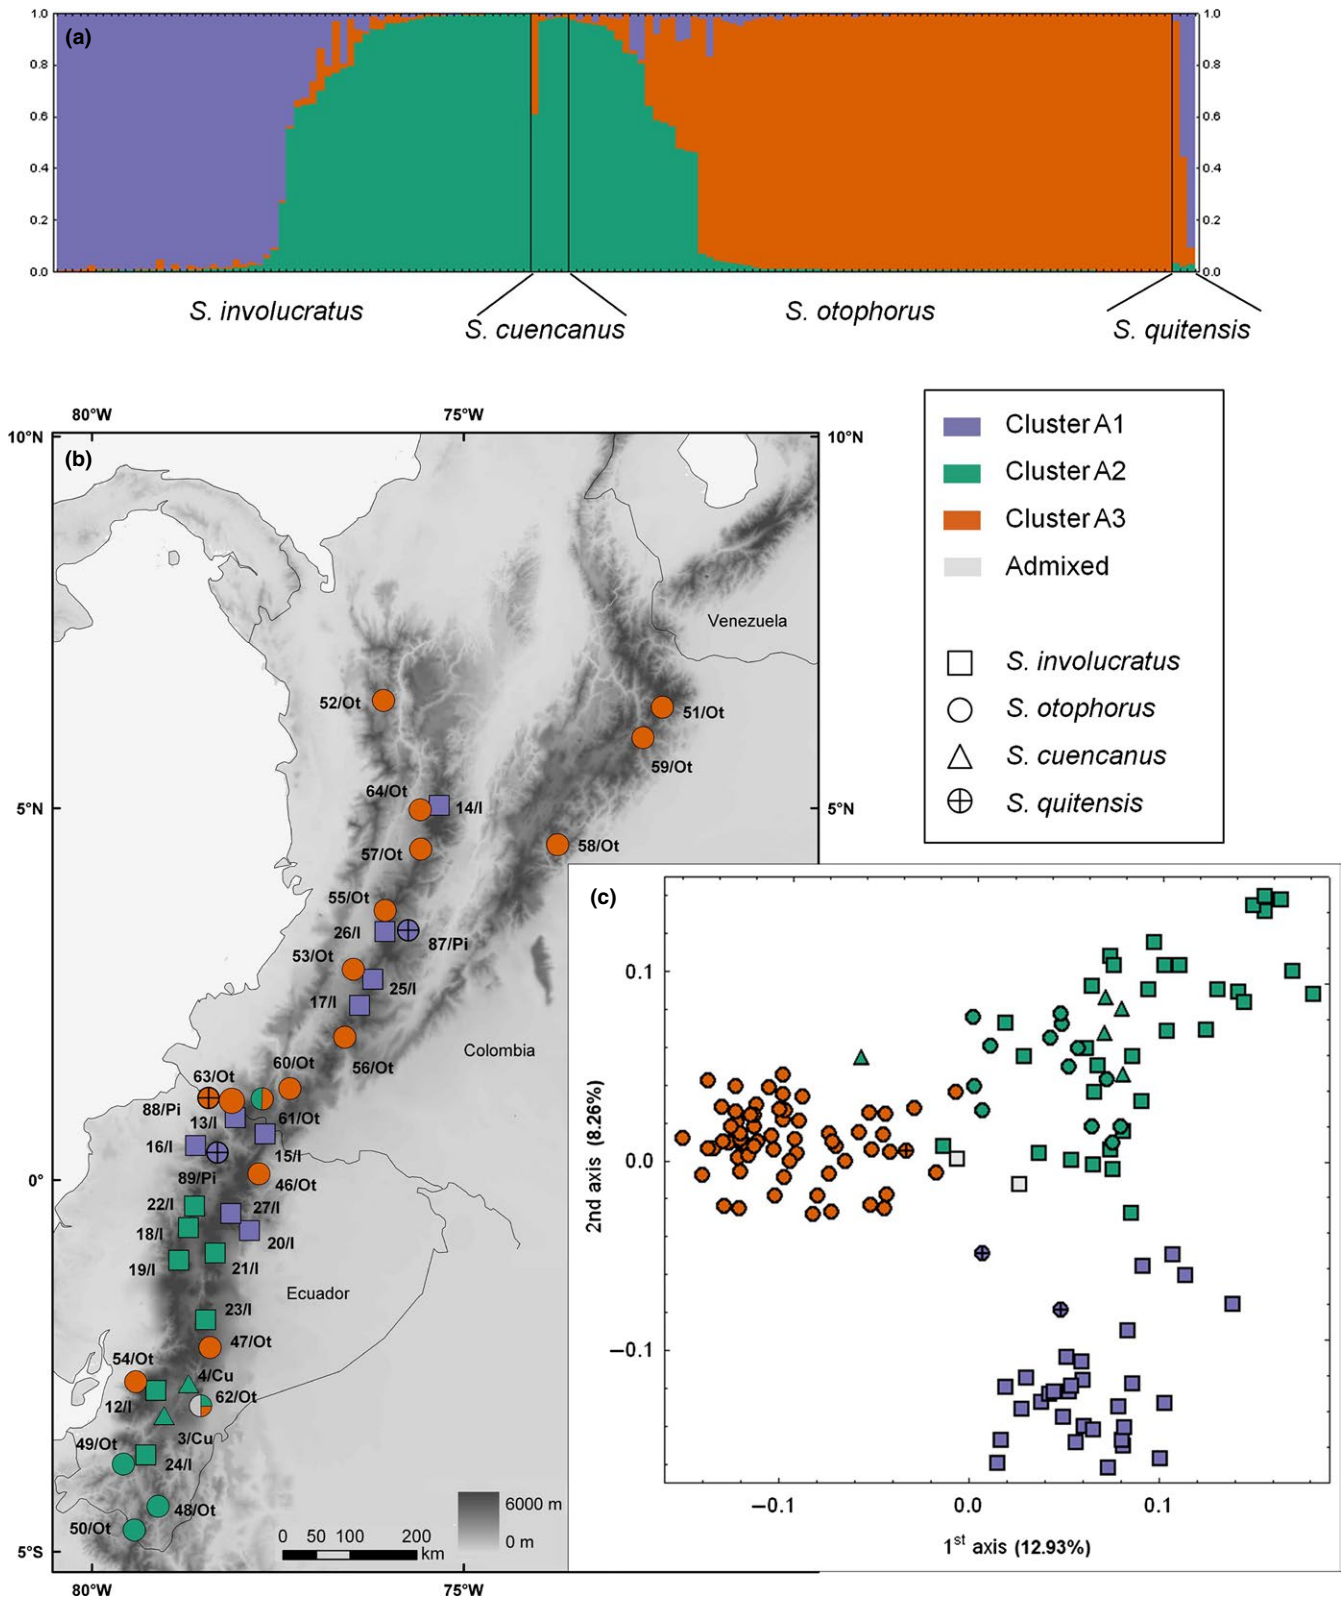 (a)
1.0
0.8
0.6
0.4
0.2
0.0
1.0
0.8
0.6
0.4
0.2
0.0
S. involucratus
S. cuencanus
S. otophorus
S. quitensis
80°W
75°W
10°N
10°N
(b)
Venezuela
52/Ot
51/Ot
59/Ot
64/Ot
14/I
5°N
5°N
57/Ot
58/Ot
55/Ot
26/I
87/Pi
53/Ot
25/I
17/I
56/Ot
Colombia
60/Ot
63/Ot
88/Pi
61/Ot
13/I
16/I
15/I
89/Pi
46/Ot
0°
22/I
27/I
18/I
20/I
19/I
21/I
Ecuador
23/I
47/Ot
54/Ot
4/Cu
62/Ot
12/I
3/Cu
49/Ot
24/I
48/Ot
50/Ot
6000 m
0 m
0 50 100 200
km
5°S
80°W
75°W
Cluster A1
Cluster A2
Cluster A3
Admixed
S. involucratus
S. otophorus
S. cuencanus
S. quitensis
(c)
0.1
0.0
−0.1
2nd axis (8.26%)
−0.1
0.0
0.1
1st axis (12.93%)